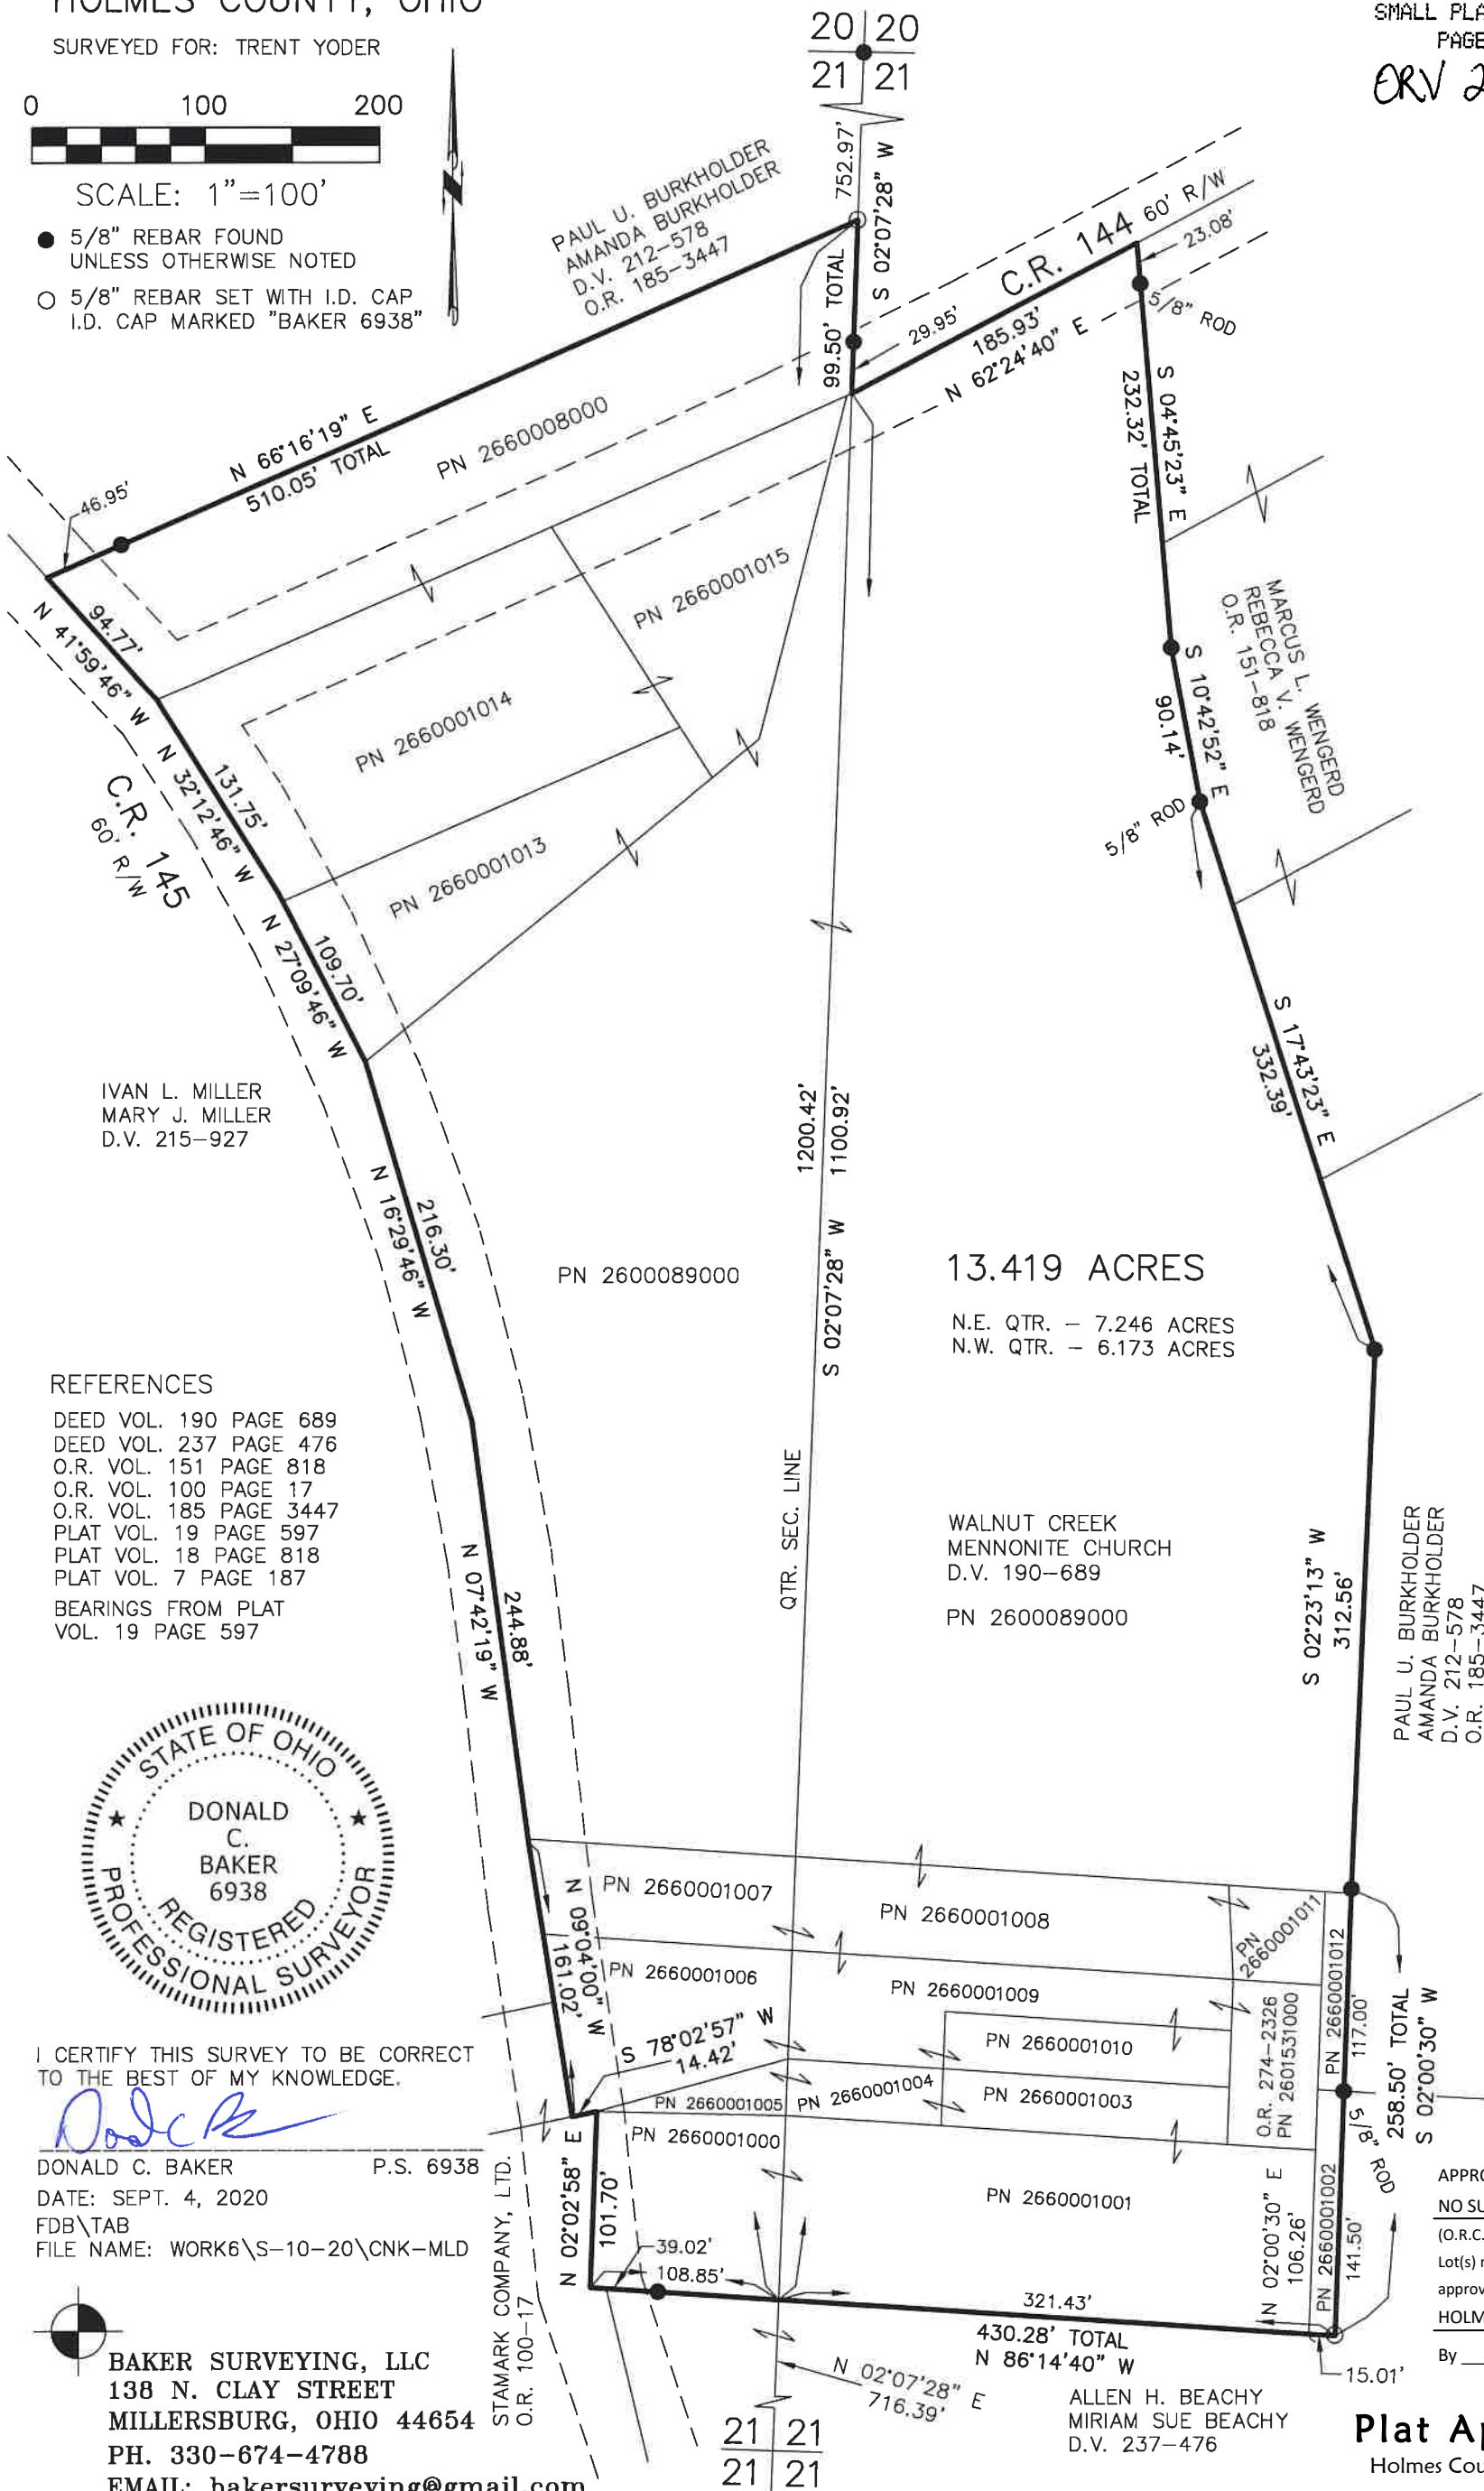 HOLMES COUNTY, OHIO
SURVEYED FOR: TRENT YODER
0 100 200
SCALE: 1"=100'
5/8" REBAR FOUND
UNLESS OTHERWISE NOTED
5/8" REBAR SET WITH I.D. CAP
I.D. CAP MARKED "BAKER 6938"
20 20
21 21
SMALL PLA
PAGE
ORV 2
752.97'
S 02°07'28" W
99.50' TOTAL
PAUL U. BURKHOLDER
AMANDA BURKHOLDER
D.V. 212-578
O.R. 185-3447
C.R. 144 60' R/W
23.08'
5/8" ROD
29.95'
185.93'
N 62°24'40" E
N 66°16'19" E
510.05' TOTAL
PN 2660008000
46.95'
S 04°45'23" E
232.32' TOTAL
PN 2660001015
PN 2660001014
PN 2660001013
94.77'
N 41°59'46" W
131.75'
N 32°12'46" W
C.R. 145
60' R/W
109.70'
N 27°09'46" W
MARCUS L. WENGERD
REBECCA V. WENGERD
O.R. 151-818
S 10°42'52" E
90.14'
5/8" ROD
S 17°43'23" E
332.39'
IVAN L. MILLER
MARY J. MILLER
D.V. 215-927
216.30'
N 16°29'46" W
1200.42'
1100.92'
S 02°07'28" W
QTR. SEC. LINE
PN 2600089000
13.419 ACRES
N.E. QTR. - 7.246 ACRES
N.W. QTR. - 6.173 ACRES
REFERENCES
DEED VOL. 190 PAGE 689
DEED VOL. 237 PAGE 476
O.R. VOL. 151 PAGE 818
O.R. VOL. 100 PAGE 17
O.R. VOL. 185 PAGE 3447
PLAT VOL. 19 PAGE 597
PLAT VOL. 18 PAGE 818
PLAT VOL. 7 PAGE 187
BEARINGS FROM PLAT
VOL. 19 PAGE 597
244.88'
N 07°42'19" W
WALNUT CREEK
MENNONITE CHURCH
D.V. 190-689
PN 2600089000
S 02°23'13" W
312.56'
PAUL U. BURKHOLDER
AMANDA BURKHOLDER
D.V. 212-578
O.R. 185-3447
STATE OF OHIO
DONALD
C.
BAKER
6938
REGISTERED
PROFESSIONAL SURVEYOR
N 09°04'00" W
161.02'
PN 2660001007
PN 2660001008
PN 2660001006
PN 2660001009
PN 2660001010
PN
2660001011
PN 2660001012
117.00'
258.50' TOTAL
S 02°00'30" W
S 78°02'57" W
14.42'
PN 2660001005
PN 2660001004
PN 2660001003
O.R. 274-2326
PN 2601531000
5/8" ROD
PN 2660001000
PN 2660001001
N 02°02'58" E
101.70'
39.02'
108.85'
321.43'
430.28' TOTAL
N 86°14'40" W
N 02°00'30" E
106.26'
PN 2660001002
141.50'
15.01'
I CERTIFY THIS SURVEY TO BE CORRECT
TO THE BEST OF MY KNOWLEDGE.
DONALD C. BAKER P.S. 6938
DATE: SEPT. 4, 2020
FDB\TAB
FILE NAME: WORK6\S-10-20\CNK-MLD
STAMARK COMPANY, LTD.
O.R. 100-17
BAKER SURVEYING, LLC
138 N. CLAY STREET
MILLERSBURG, OHIO 44654
PH. 330-674-4788
EMAIL: bakersurveying@gmail.com
N 02°07'28" E
716.39'
21 21
21 21
ALLEN H. BEACHY
MIRIAM SUE BEACHY
D.V. 237-476
APPRO
NO SU
(O.R.C.
Lot(s) r
approv
HOLM
By
Plat Ap
Holmes Cou